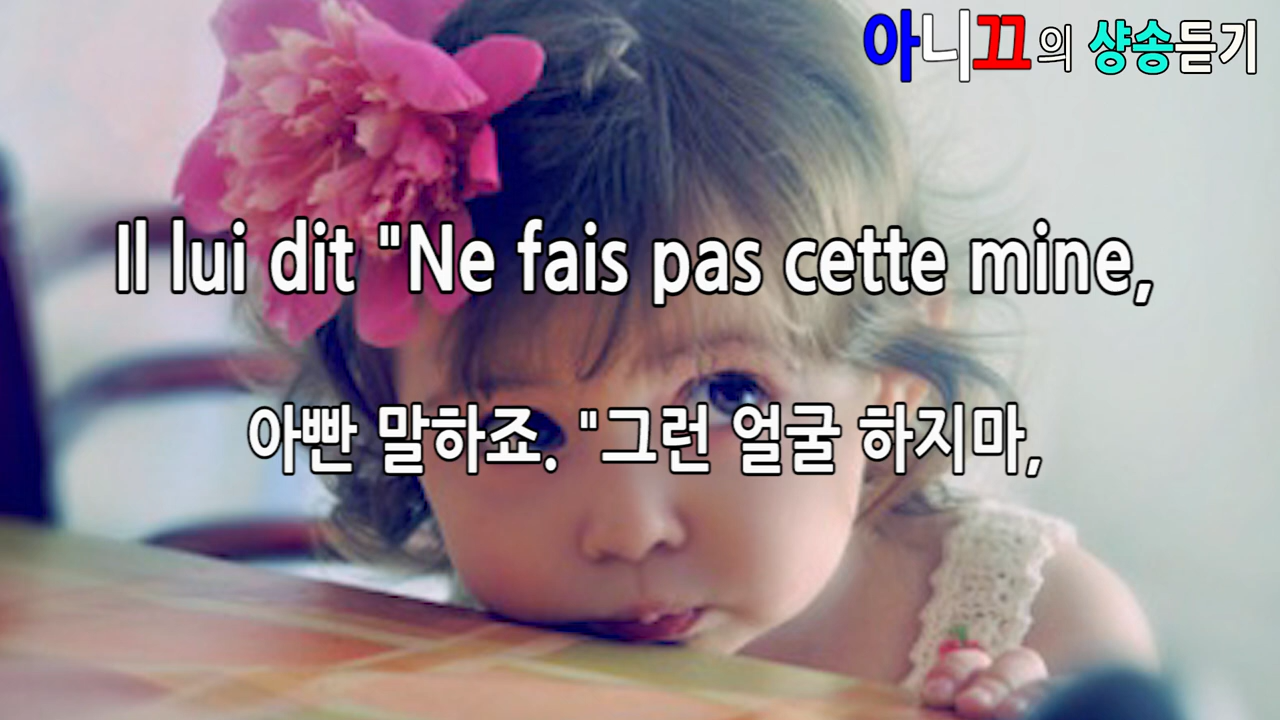 아니끄의 샹송듣기
Il lui dit "Ne fais pas cette mine,
아빤 말하죠. "그런 얼굴 하지마,